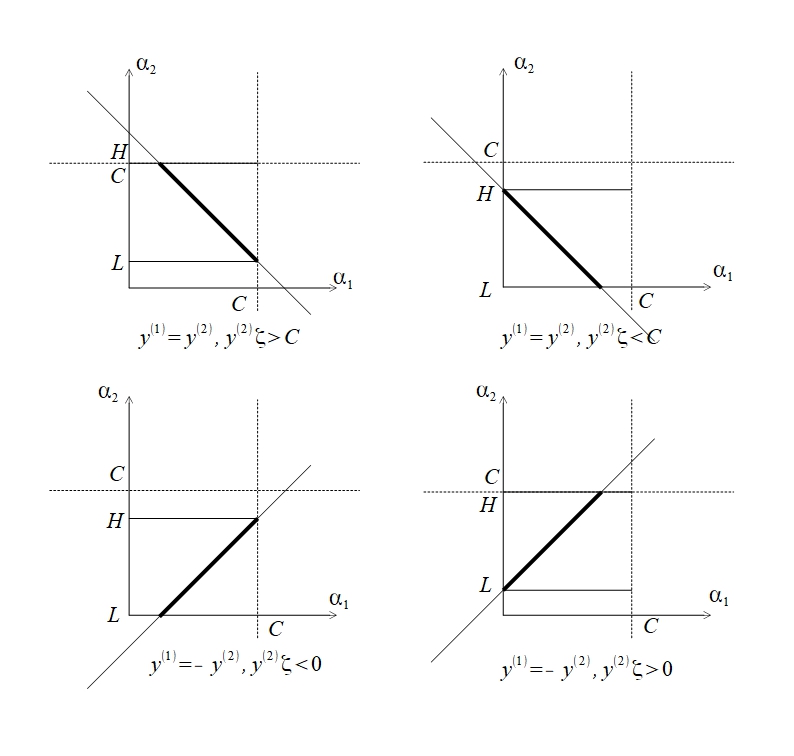 α₂
H
C
L
α₁
C
y⁽¹⁾=y⁽²⁾, y⁽²⁾ζ>C
α₂
C
H
L
α₁
C
y⁽¹⁾=y⁽²⁾, y⁽²⁾ζ<C
α₂
C
H
L
α₁
C
y⁽¹⁾=– y⁽²⁾, y⁽²⁾ζ<0
α₂
C
H
L
α₁
C
y⁽¹⁾=– y⁽²⁾, y⁽²⁾ζ>0